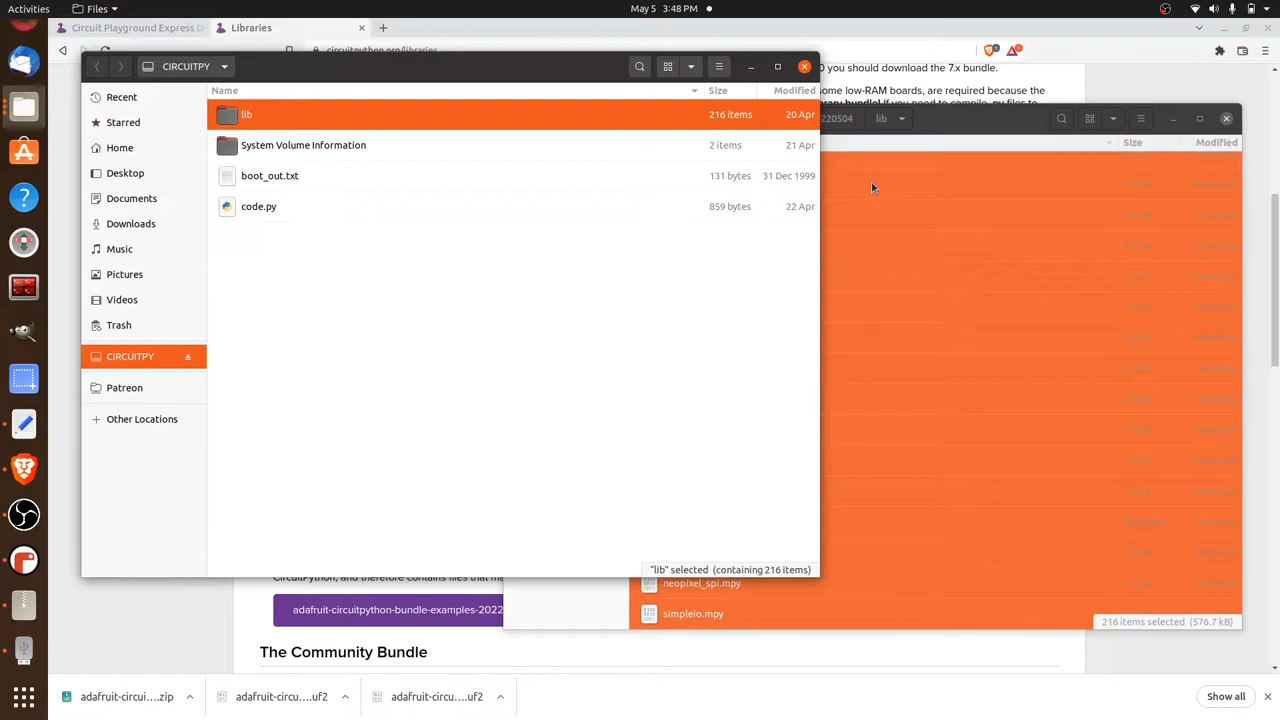 Activities
Files
May 5 3:48 PM
Circuit Playground Express D
Libraries
circuitpython.org/libraries
0 you should download the 7.x bundle.
some low-RAM boards, are required because the
CIRCUITPY
Name
Size
Modified
lib
216 items
20 Apr
System Volume Information
2 items
21 Apr
boot_out.txt
131 bytes
31 Dec 1999
code.py
859 bytes
22 Apr
Recent
Starred
Home
Desktop
Documents
Downloads
Music
Pictures
Videos
Trash
CIRCUITPY
Patreon
Other Locations
"lib" selected (containing 216 items)
220504
lib
Size
Modified
neopixel_spi.mpy
simpleio.mpy
216 items selected (576.7 kB)
adafruit-circuitpython-bundle-examples-2022
The Community Bundle
adafruit-circui....zip
adafruit-circu....uf2
adafruit-circu....uf2
Show all